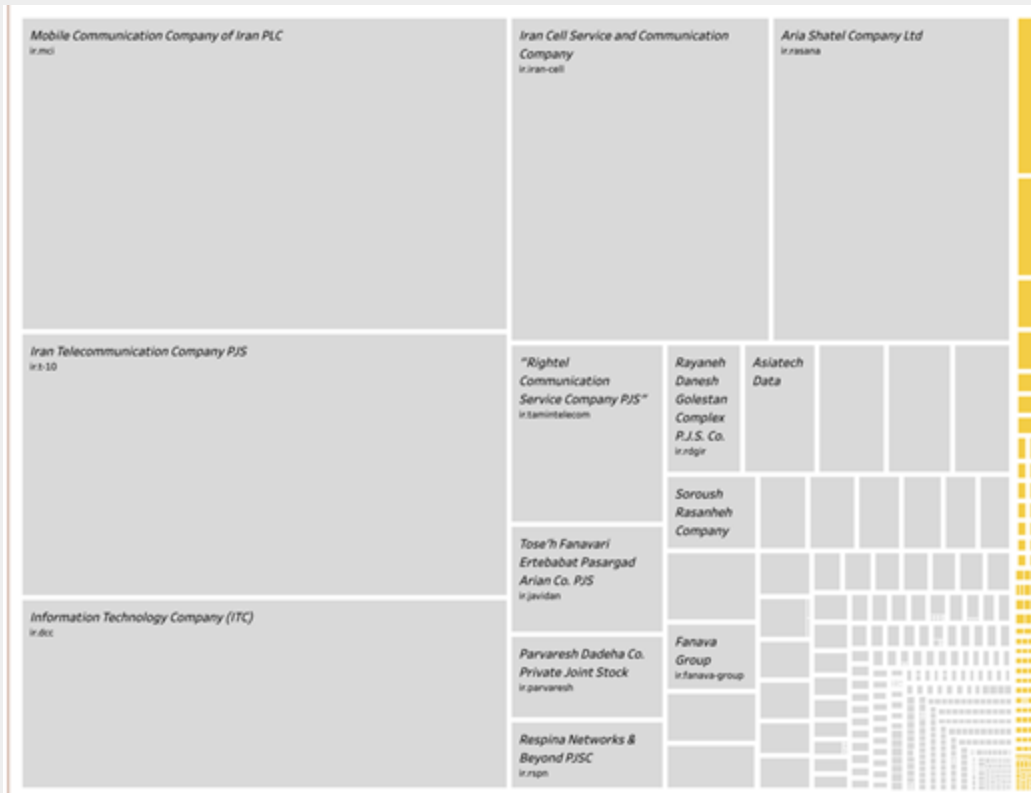 Mobile Communication Company of Iran PLC
ir.mci
Iran Telecommunication Company PJS
ir.t-10
Information Technology Company (ITC)
ir.dcc
Iran Cell Service and Communication
Company
ir.iran-cell
Aria Shatel Company Ltd
ir.rasana
"Rightel
Communication
Service Company PJS"
ir.tamintelecom
Rayaneh
Danesh
Golestan
Complex
P.J.S. Co.
ir.rdgir
Asiatech
Data
Soroush
Rasanheh
Company
Tose'h Fanavari
Ertebabat Pasargad
Arian Co. PJS
ir.javidan
Fanava
Group
ir.fanava-group
Parvaresh Dadeha Co.
Private Joint Stock
ir.parvaresh
Respina Networks &
Beyond PJSC
ir.rspn